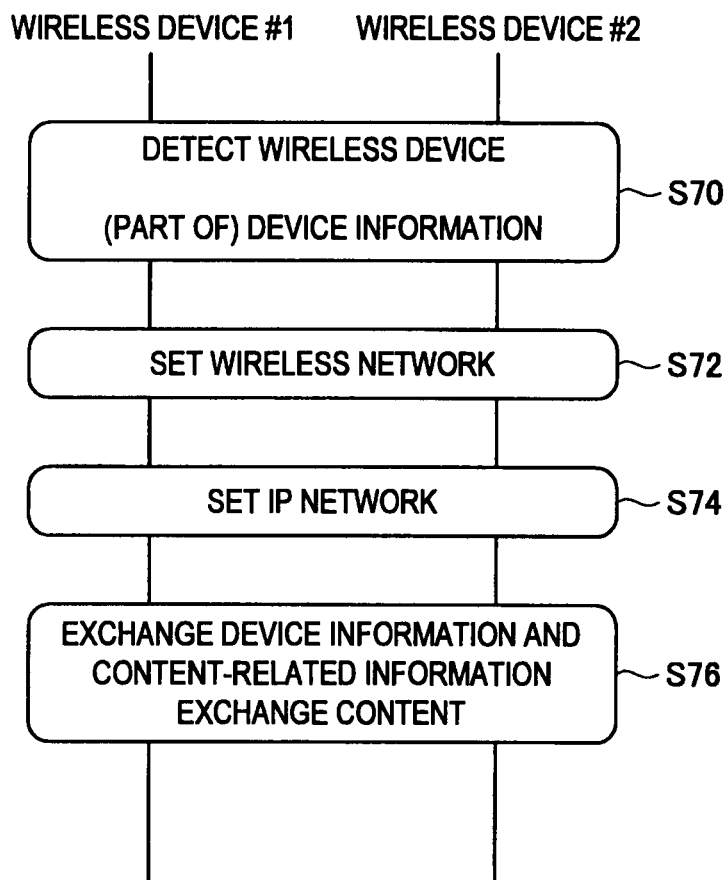 WIRELESS DEVICE #1 WIRELESS DEVICE #2
DETECT WIRELESS DEVICE
(PART OF) DEVICE INFORMATION
S70
SET WIRELESS NETWORK
S72
SET IP NETWORK
S74
EXCHANGE DEVICE INFORMATION AND
CONTENT-RELATED INFORMATION
EXCHANGE CONTENT
S76